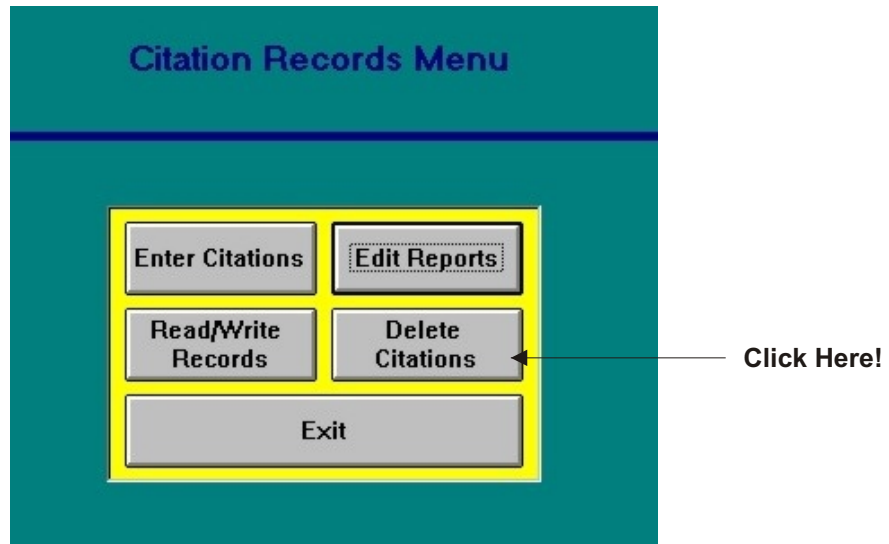 Citation Records Menu
Enter Citations
Edit Reports
Read/Write
Records
Delete
Citations
Click Here!
Exit